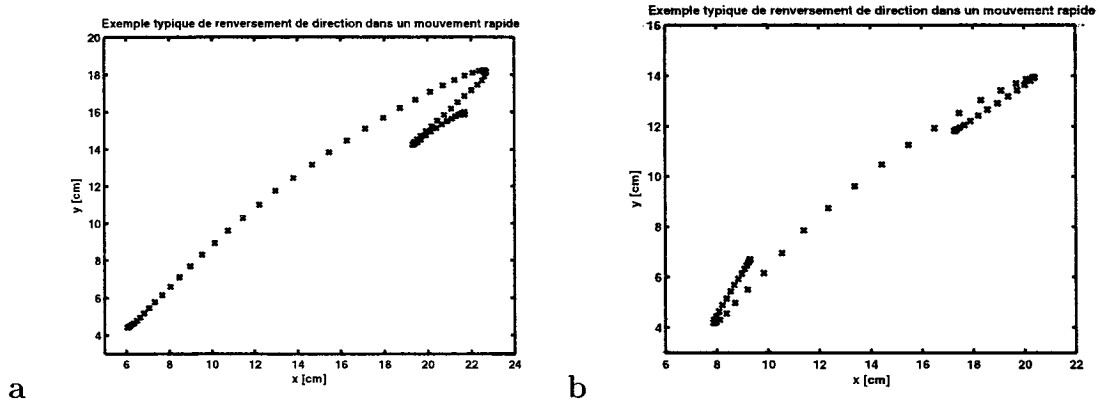 Exemple typique de renversement de direction dans un mouvement rapide
20
18
16
14
12
10
8
6
4
y [cm]
6 8 10 12 14 16 18 20 22 24
x [cm]
a
Exemple typique de renversement de direction dans un mouvement rapide
16
14
12
10
8
6
4
y [cm]
6 8 10 12 14 16 18 20 22
x [cm]
b